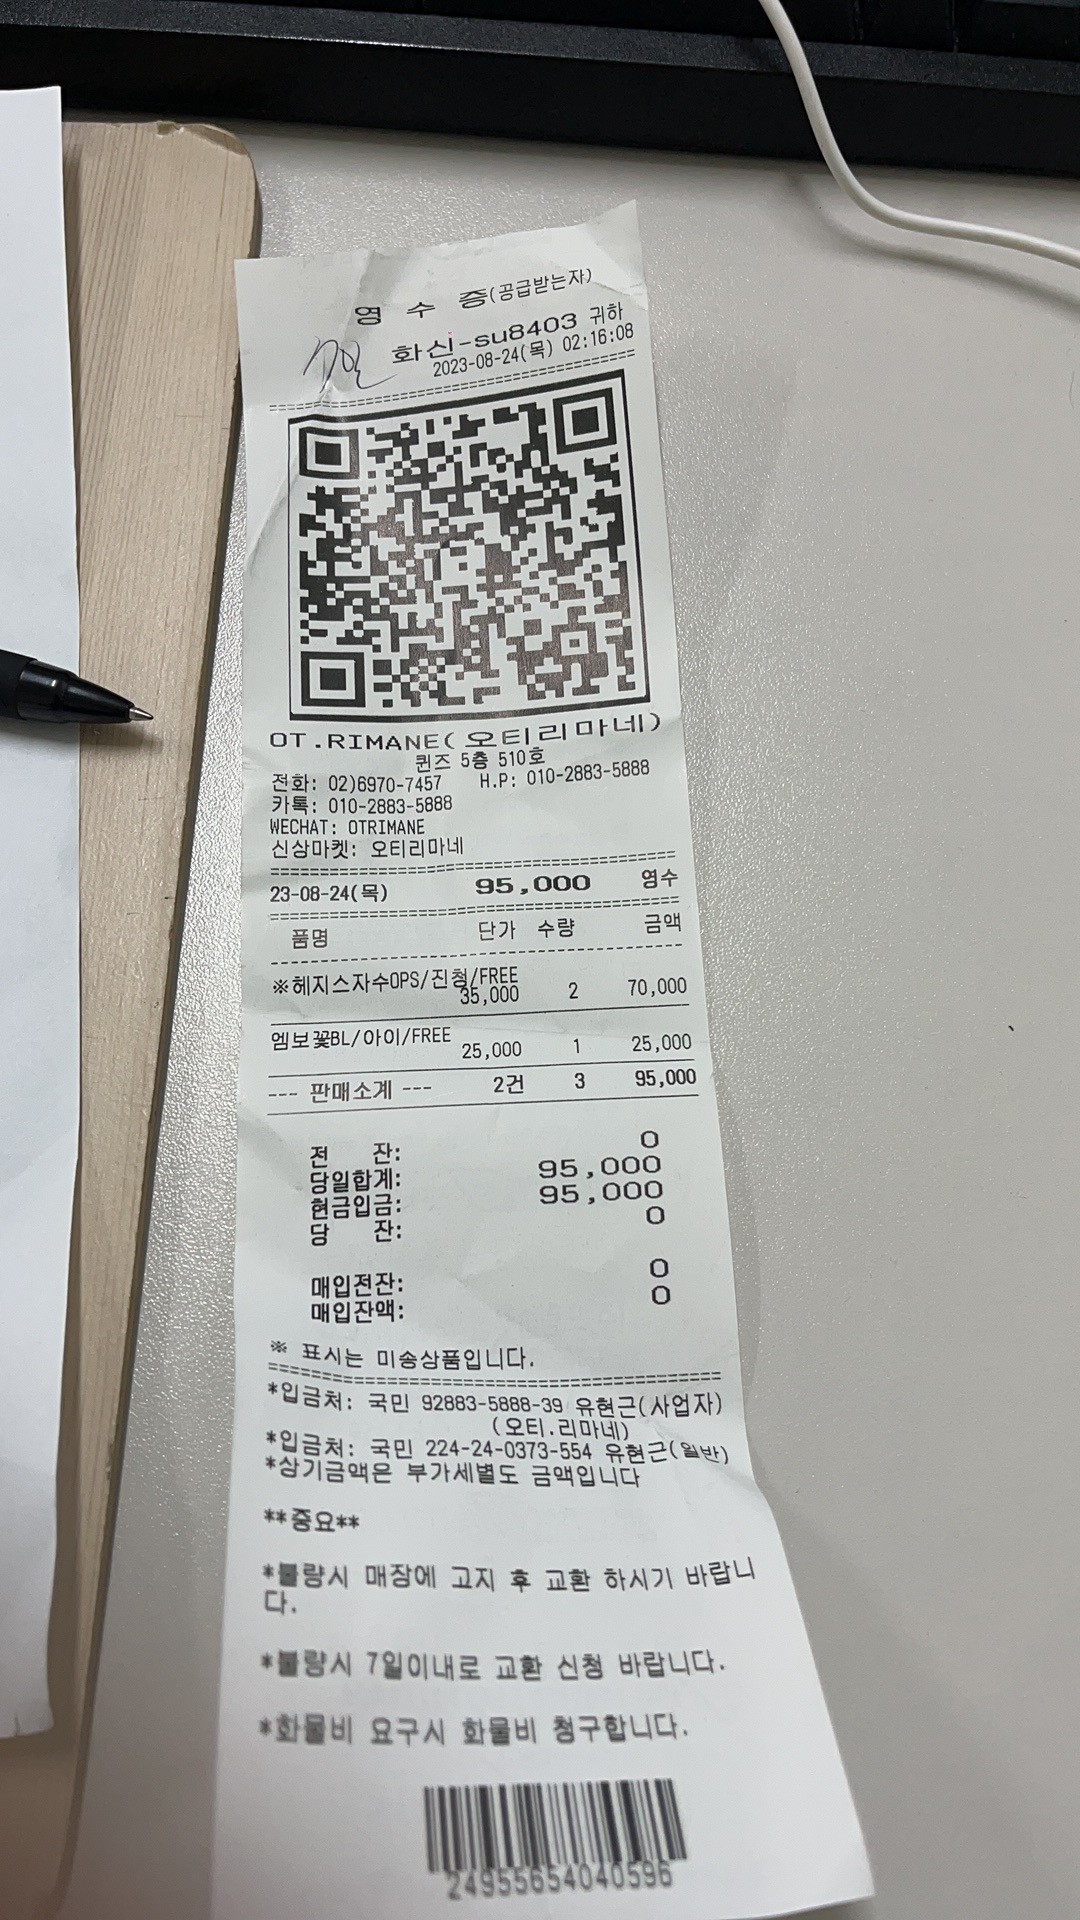 영 수 증(공급받는자)
화신-su8403 귀하
2023-08-24(목) 02:16:08
OT.RIMANE(오티리마네)
퀸즈 5층 510호
전화: 02)6970-7457 H.P: 010-2883-5888
카톡: 010-2883-5888
WECHAT: OTRIMANE
신상마켓: 오티리마네
23-08-24(목) 95,000 영수
품명 단가 수량 금액
※헤지스자수OPS/진청/FREE
35,000 2 70,000
엠보꽃BL/아이/FREE
25,000 1 25,000
--- 판매소계 --- 2건 3 95,000
전 잔: 0
당일합계: 95,000
현금입금: 95,000
당 잔: 0
매입전잔: 0
매입잔액: 0
※ 표시는 미송상품입니다.
*입금처: 국민 92883-5888-39 유현근(사업자)
(오티.리마네)
*입금처: 국민 224-24-0373-554 유현근(일반)
*상기금액은 부가세별도 금액입니다
**중요**
*불량시 매장에 고지 후 교환 하시기 바랍니
다.
*불량시 7일이내로 교환 신청 바랍니다.
*화물비 요구시 화물비 청구합니다.
24955654040596